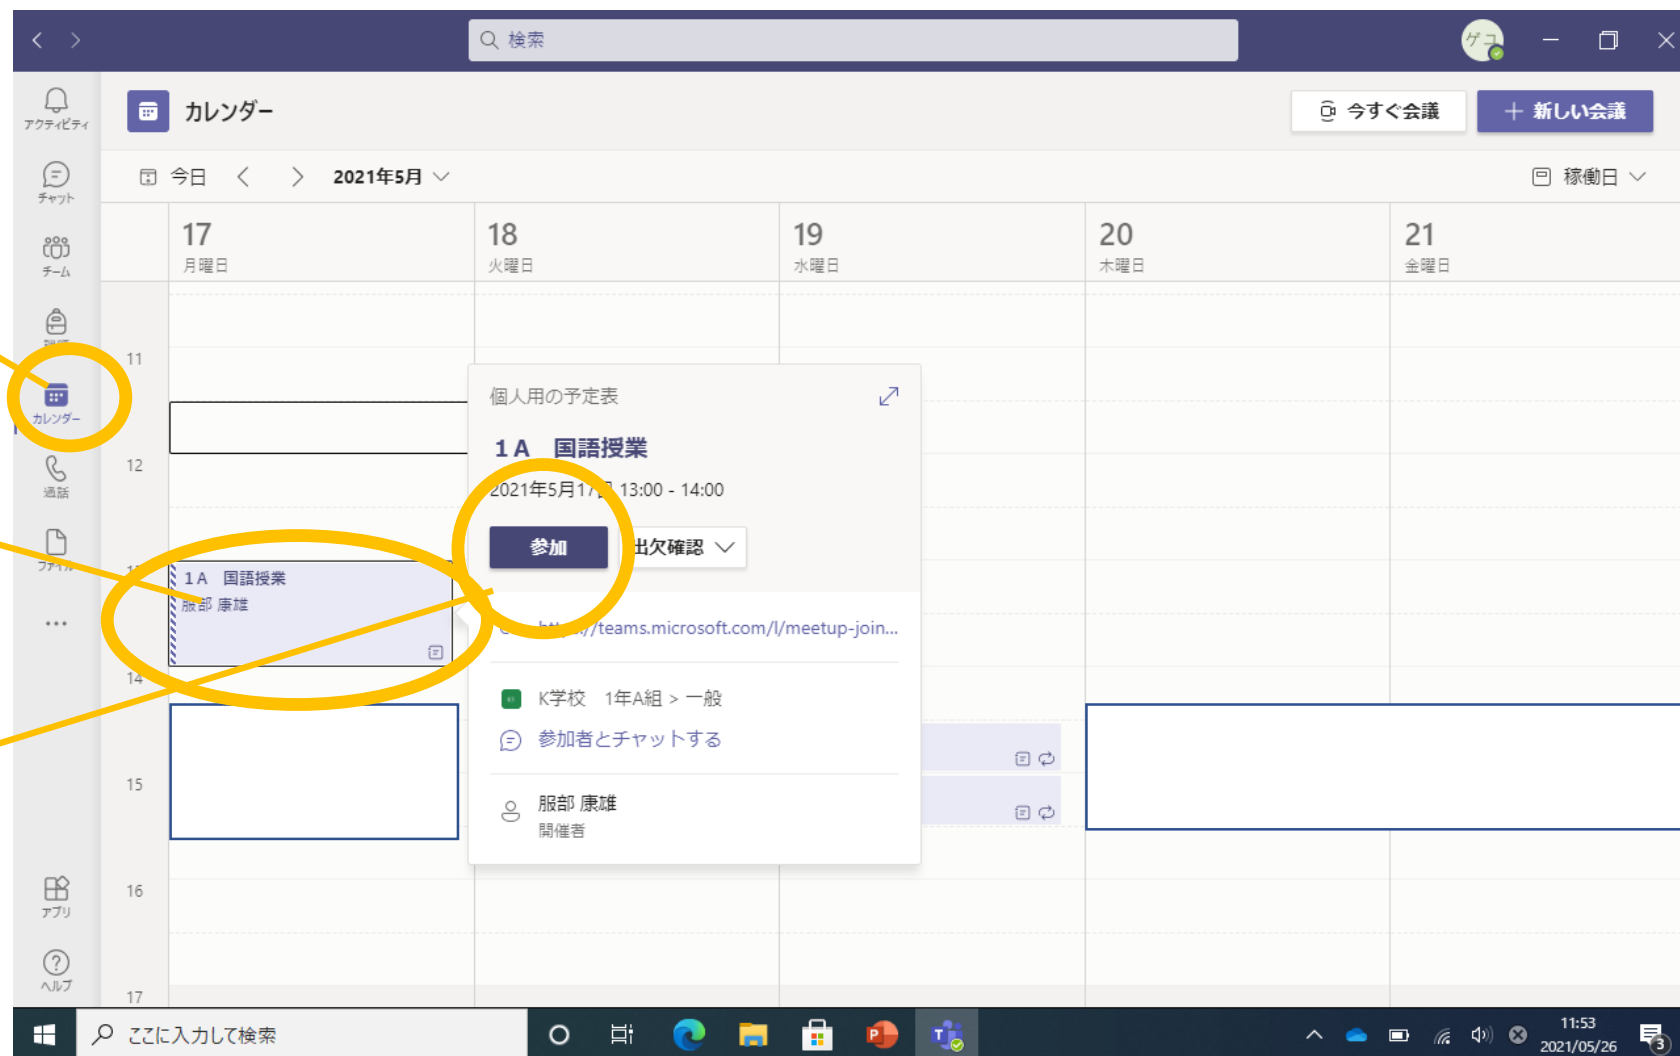 検索
ゲユ
アクティビティ
チャット
チーム
カレンダー
通話
ファイル
アプリ
ヘルプ
カレンダー
今すぐ会議
新しい会議
今日
2021年5月
稼働日
17
月曜日
18
火曜日
19
水曜日
20
木曜日
21
金曜日
11
12
14
15
16
17
１A　国語授業
服部 康雄
個人用の予定表
１A　国語授業
2021年5月17日 13:00 - 14:00
参加
出欠確認
https://teams.microsoft.com/l/meetup-join...
K学校　1年A組 > 一般
参加者とチャットする
服部 康雄
開催者
ここに入力して検索
11:53
2021/05/26
3